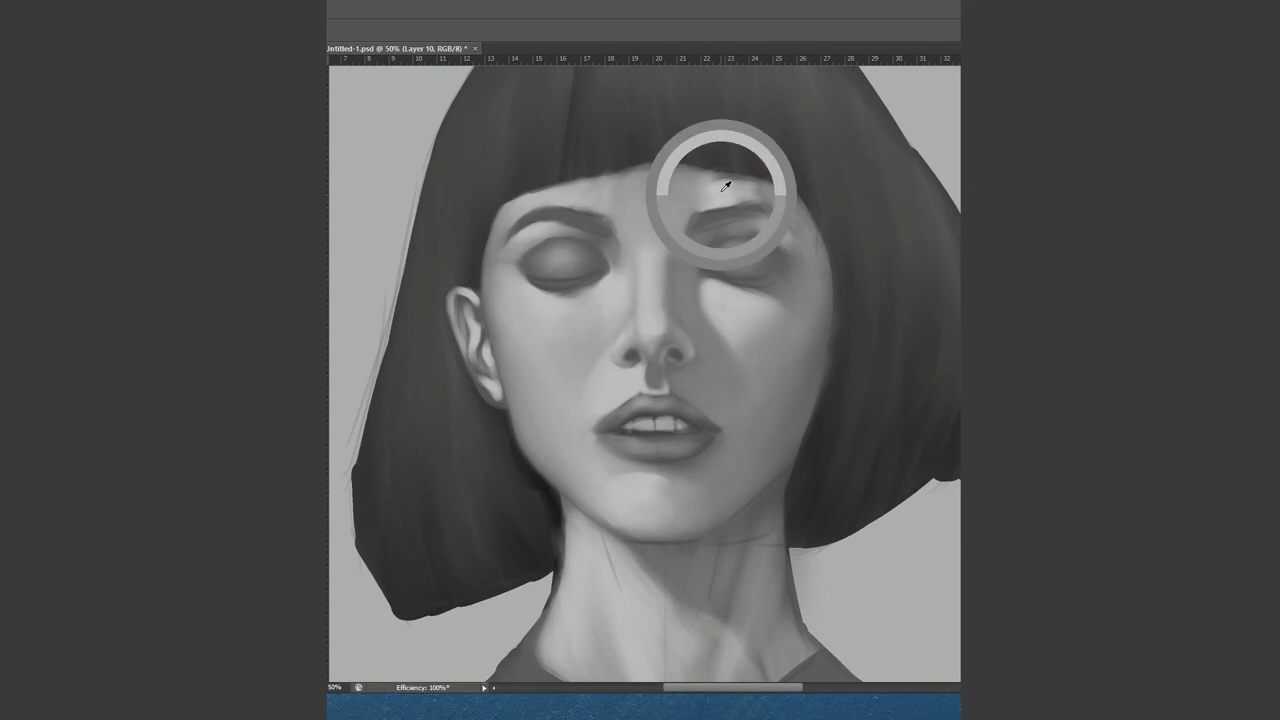 Untitled-1.psd @ 50% (Layer 10, RGB/8) * ×
7 8 9 10 11 12 13 14 15 16 17 18 19 20 21 22 23 24 25 26 27 28 29 30 31 32
50% Efficiency: 100%*